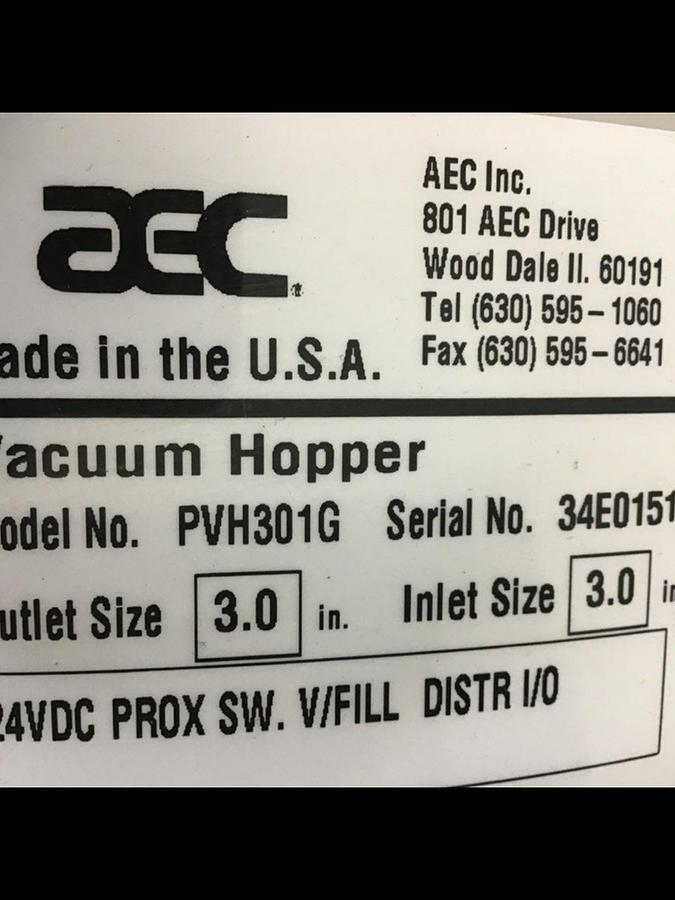 AEC
AEC Inc.
801 AEC Drive
Wood Dale Il. 60191
Tel (630) 595-1060
Fax (630) 595-6641
ade in the U.S.A.
acuum Hopper
odel No. PVH301G Serial No. 34E0151
utlet Size 3.0 in. Inlet Size 3.0 in
24VDC PROX SW. V/FILL DISTR I/O